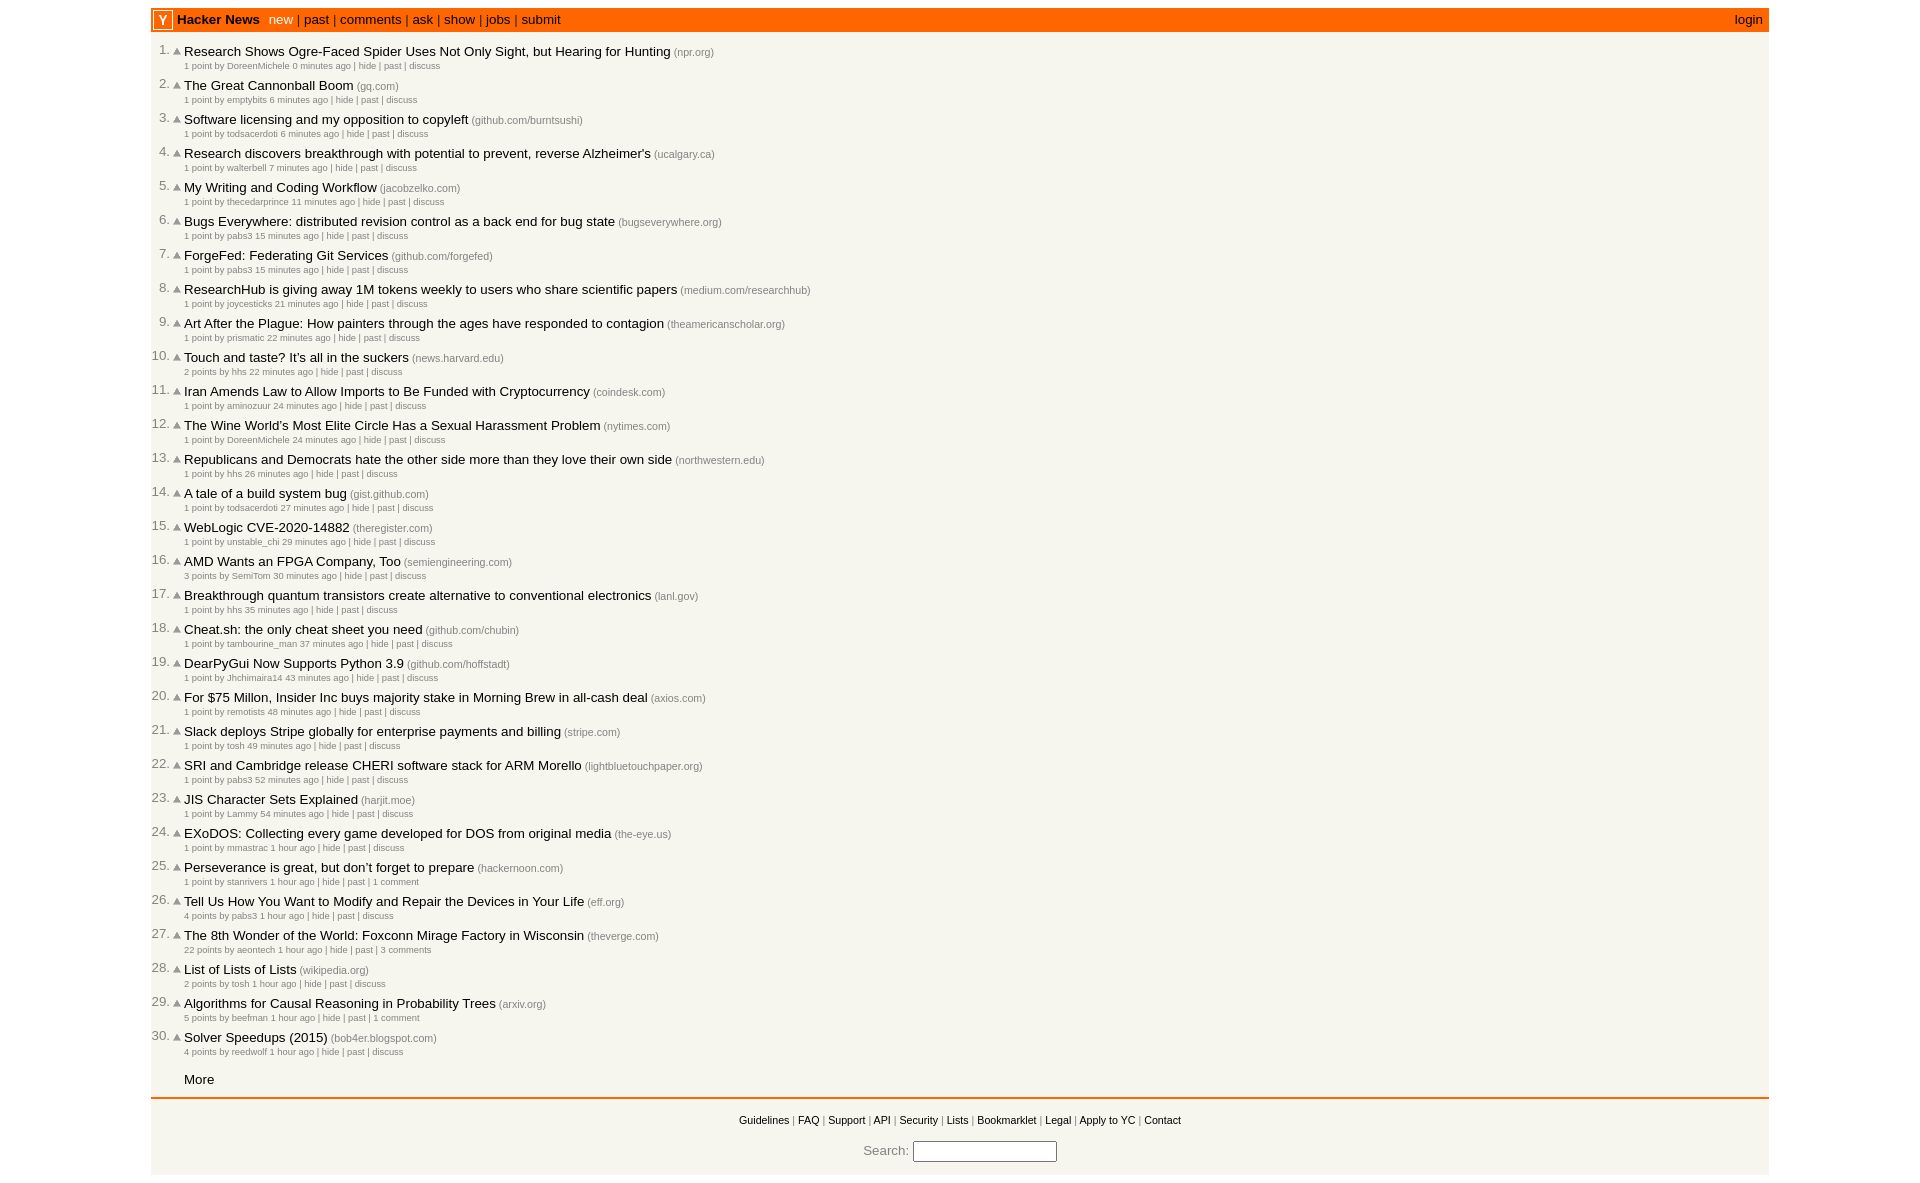 Y Hacker News new | past | comments | ask | show | jobs | submit login
1. Research Shows Ogre-Faced Spider Uses Not Only Sight, but Hearing for Hunting (npr.org)
1 point by DoreenMichele 0 minutes ago | hide | past | discuss
2. The Great Cannonball Boom (gq.com)
1 point by emptybits 6 minutes ago | hide | past | discuss
3. Software licensing and my opposition to copyleft (github.com/burntsushi)
1 point by todsacerdoti 6 minutes ago | hide | past | discuss
4. Research discovers breakthrough with potential to prevent, reverse Alzheimer's (ucalgary.ca)
1 point by walterbell 7 minutes ago | hide | past | discuss
5. My Writing and Coding Workflow (jacobzelko.com)
1 point by thecedarprince 11 minutes ago | hide | past | discuss
6. Bugs Everywhere: distributed revision control as a back end for bug state (bugseverywhere.org)
1 point by pabs3 15 minutes ago | hide | past | discuss
7. ForgeFed: Federating Git Services (github.com/forgefed)
1 point by pabs3 15 minutes ago | hide | past | discuss
8. ResearchHub is giving away 1M tokens weekly to users who share scientific papers (medium.com/researchhub)
1 point by joycesticks 21 minutes ago | hide | past | discuss
9. Art After the Plague: How painters through the ages have responded to contagion (theamericanscholar.org)
1 point by prismatic 22 minutes ago | hide | past | discuss
10. Touch and taste? It’s all in the suckers (news.harvard.edu)
2 points by hhs 22 minutes ago | hide | past | discuss
11. Iran Amends Law to Allow Imports to Be Funded with Cryptocurrency (coindesk.com)
1 point by aminozuur 24 minutes ago | hide | past | discuss
12. The Wine World’s Most Elite Circle Has a Sexual Harassment Problem (nytimes.com)
1 point by DoreenMichele 24 minutes ago | hide | past | discuss
13. Republicans and Democrats hate the other side more than they love their own side (northwestern.edu)
1 point by hhs 26 minutes ago | hide | past | discuss
14. A tale of a build system bug (gist.github.com)
1 point by todsacerdoti 27 minutes ago | hide | past | discuss
15. WebLogic CVE-2020-14882 (theregister.com)
1 point by unstable_chi 29 minutes ago | hide | past | discuss
16. AMD Wants an FPGA Company, Too (semiengineering.com)
3 points by SemiTom 30 minutes ago | hide | past | discuss
17. Breakthrough quantum transistors create alternative to conventional electronics (lanl.gov)
1 point by hhs 35 minutes ago | hide | past | discuss
18. Cheat.sh: the only cheat sheet you need (github.com/chubin)
1 point by tambourine_man 37 minutes ago | hide | past | discuss
19. DearPyGui Now Supports Python 3.9 (github.com/hoffstadt)
1 point by Jhchimaira14 43 minutes ago | hide | past | discuss
20. For $75 Millon, Insider Inc buys majority stake in Morning Brew in all-cash deal (axios.com)
1 point by remotists 48 minutes ago | hide | past | discuss
21. Slack deploys Stripe globally for enterprise payments and billing (stripe.com)
1 point by tosh 49 minutes ago | hide | past | discuss
22. SRI and Cambridge release CHERI software stack for ARM Morello (lightbluetouchpaper.org)
1 point by pabs3 52 minutes ago | hide | past | discuss
23. JIS Character Sets Explained (harjit.moe)
1 point by Lammy 54 minutes ago | hide | past | discuss
24. EXoDOS: Collecting every game developed for DOS from original media (the-eye.us)
1 point by mmastrac 1 hour ago | hide | past | discuss
25. Perseverance is great, but don’t forget to prepare (hackernoon.com)
1 point by stanrivers 1 hour ago | hide | past | 1 comment
26. Tell Us How You Want to Modify and Repair the Devices in Your Life (eff.org)
4 points by pabs3 1 hour ago | hide | past | discuss
27. The 8th Wonder of the World: Foxconn Mirage Factory in Wisconsin (theverge.com)
22 points by aeontech 1 hour ago | hide | past | 3 comments
28. List of Lists of Lists (wikipedia.org)
2 points by tosh 1 hour ago | hide | past | discuss
29. Algorithms for Causal Reasoning in Probability Trees (arxiv.org)
5 points by beefman 1 hour ago | hide | past | 1 comment
30. Solver Speedups (2015) (bob4er.blogspot.com)
4 points by reedwolf 1 hour ago | hide | past | discuss
More
Guidelines | FAQ | Support | API | Security | Lists | Bookmarklet | Legal | Apply to YC | Contact
Search: